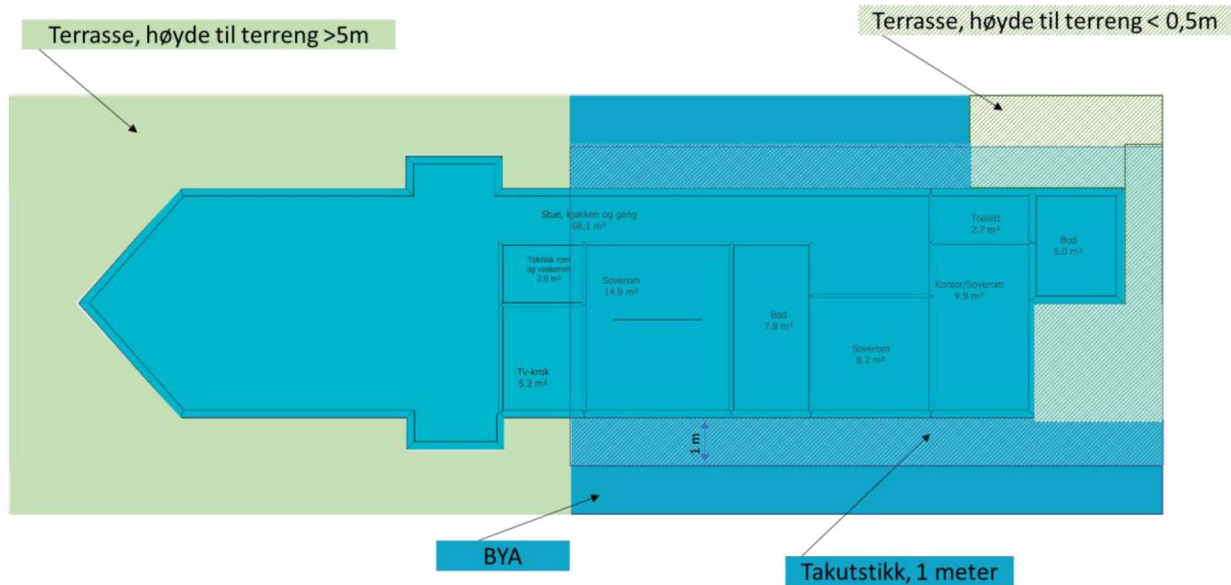 Terrasse, høyde til terreng >5m
Terrasse, høyde til terreng < 0,5m
Stue, kjøkken og gang
68.1 m²
Toalett
2.7 m²
Bod
5.0 m²
Teknisk rom
og vaskerom
2.6 m²
Soverom
14.9 m²
Kontor/Soverom
9.9 m²
Bad
7.8 m²
Soverom
8.2 m²
Tv-krok
5.2 m²
1 m
BYA
Takutstikk, 1 meter